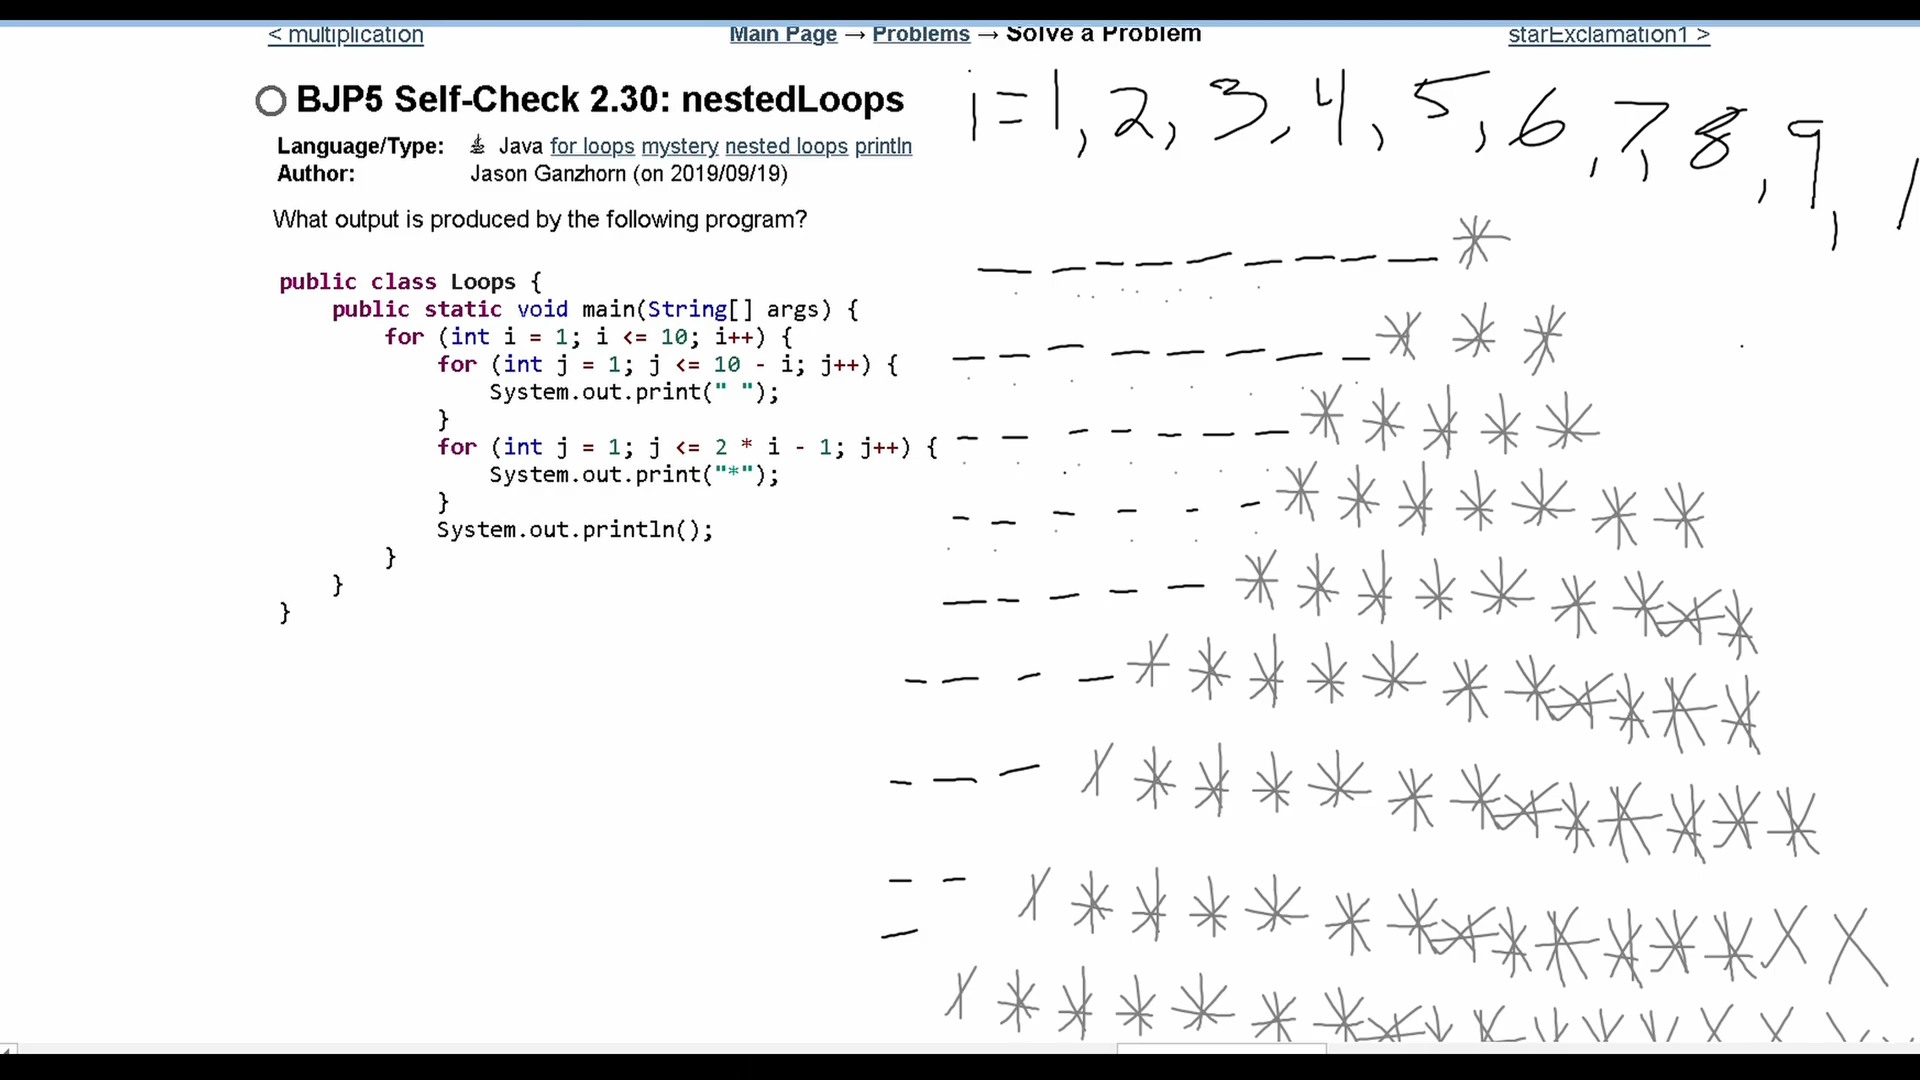 < multiplication
Main Page → Problems → Solve a Problem
starExclamation1 >
BJP5 Self-Check 2.30: nestedLoops
Language/Type: Java for loops mystery nested loops println
Author: Jason Ganzhorn (on 2019/09/19)
What output is produced by the following program?
public class Loops {
    public static void main(String[] args) {
        for (int i = 1; i <= 10; i++) {
            for (int j = 1; j <= 10 - i; j++) {
                System.out.print(" ");
            }
            for (int j = 1; j <= 2 * i - 1; j++) {
                System.out.print("*");
            }
            System.out.println();
        }
    }
}
i=1, 2, 3, 4, 5, 6, 7, 8, 9, 1
_ _ _ _ _ _ _ _ _ *
_ _ _ _ _ _ _ _ * * *
_ _ _ _ _ _ _ * * * * *
_ _ _ _ _ _ * * * * * * *
_ _ _ _ _ * * * * * * * * *
_ _ _ _ * * * * * * * * * * *
_ _ _ * * * * * * * * * * * * *
_ _ * * * * * * * * * * * * * * *
_ * * * * * * * * * * * * * * * * *